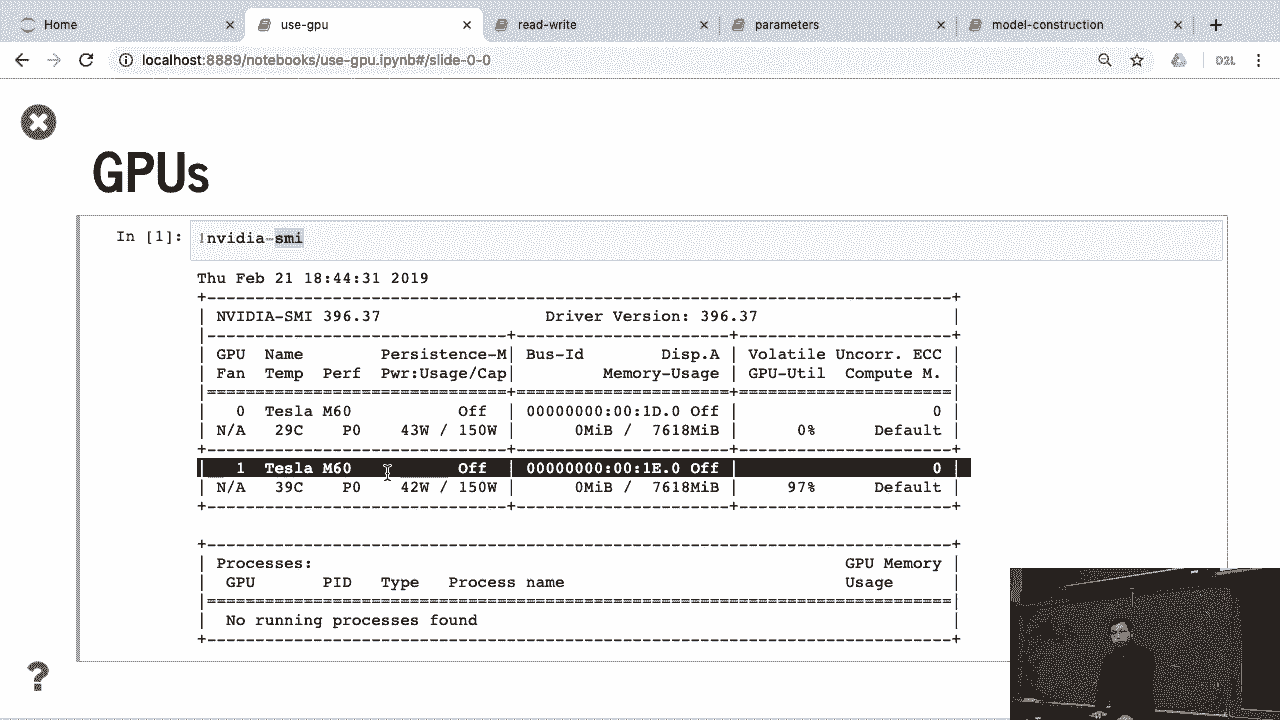 Home
use-gpu
read-write
parameters
model-construction
localhost:8889/notebooks/use-gpu.ipynb#/slide-0-0
D2L
GPUs
In [1]: !nvidia-smi
Thu Feb 21 18:44:31 2019
+-----------------------------------------------------------------------------+
| NVIDIA-SMI 396.37                 Driver Version: 396.37                    |
|-------------------------------+----------------------+----------------------+
| GPU  Name        Persistence-M| Bus-Id        Disp.A | Volatile Uncorr. ECC |
| Fan  Temp  Perf  Pwr:Usage/Cap|         Memory-Usage | GPU-Util  Compute M. |
|===============================+======================+======================|
|   0  Tesla M60           Off  | 00000000:00:1D.0 Off |                    0 |
| N/A   29C    P0    43W / 150W |      0MiB /  7618MiB |      0%      Default |
+-------------------------------+----------------------+----------------------+
|   1  Tesla M60           Off  | 00000000:00:1E.0 Off |                    0 |
| N/A   39C    P0    42W / 150W |      0MiB /  7618MiB |     97%      Default |
+-------------------------------+----------------------+----------------------+
+-----------------------------------------------------------------------------+
| Processes:                                                       GPU Memory |
|  GPU       PID   Type   Process name                             Usage      |
|=============================================================================|
|  No running processes found                                                 |
+-----------------------------------------------------------------------------+
?